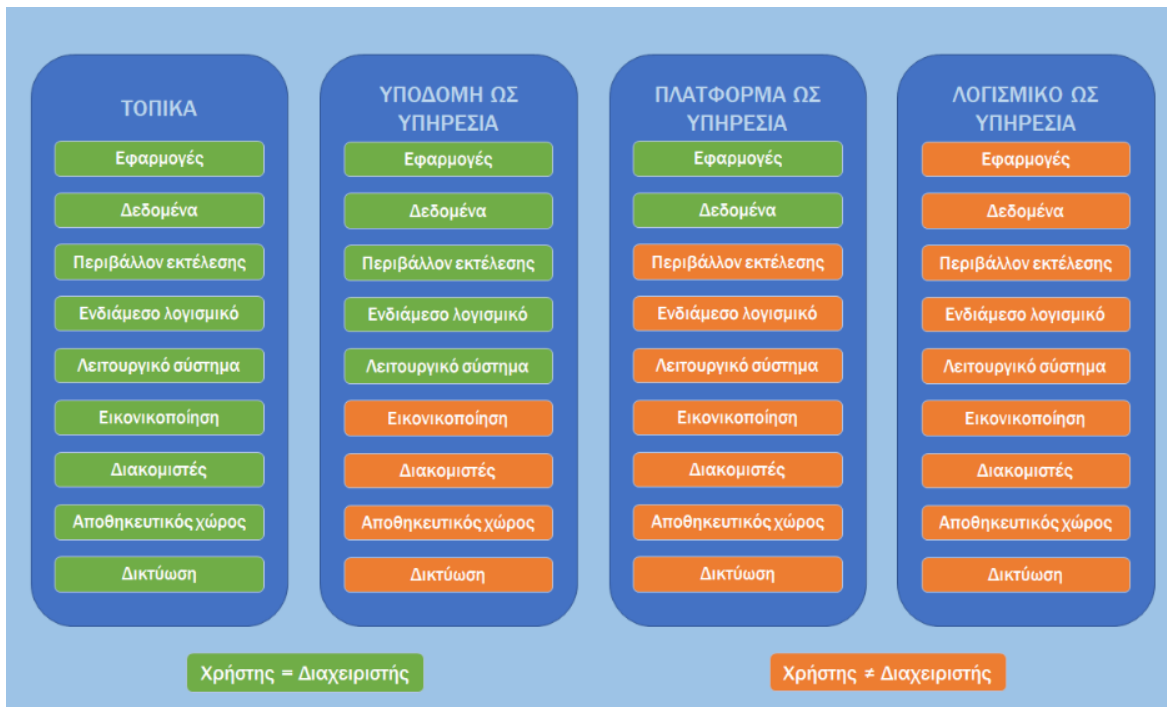 ΤΟΠΙΚΑ
Εφαρμογές
Δεδομένα
Περιβάλλον εκτέλεσης
Ενδιάμεσο λογισμικό
Λειτουργικό σύστημα
Εικονικοποίηση
Διακομιστές
Αποθηκευτικός χώρος
Δικτύωση
ΥΠΟΔΟΜΗ ΩΣ
ΥΠΗΡΕΣΙΑ
Εφαρμογές
Δεδομένα
Περιβάλλον εκτέλεσης
Ενδιάμεσο λογισμικό
Λειτουργικό σύστημα
Εικονικοποίηση
Διακομιστές
Αποθηκευτικός χώρος
Δικτύωση
ΠΛΑΤΦΟΡΜΑ ΩΣ
ΥΠΗΡΕΣΙΑ
Εφαρμογές
Δεδομένα
Περιβάλλον εκτέλεσης
Ενδιάμεσο λογισμικό
Λειτουργικό σύστημα
Εικονικοποίηση
Διακομιστές
Αποθηκευτικός χώρος
Δικτύωση
ΛΟΓΙΣΜΙΚΟ ΩΣ
ΥΠΗΡΕΣΙΑ
Εφαρμογές
Δεδομένα
Περιβάλλον εκτέλεσης
Ενδιάμεσο λογισμικό
Λειτουργικό σύστημα
Εικονικοποίηση
Διακομιστές
Αποθηκευτικός χώρος
Δικτύωση
Χρήστης = Διαχειριστής
Χρήστης ≠ Διαχειριστής